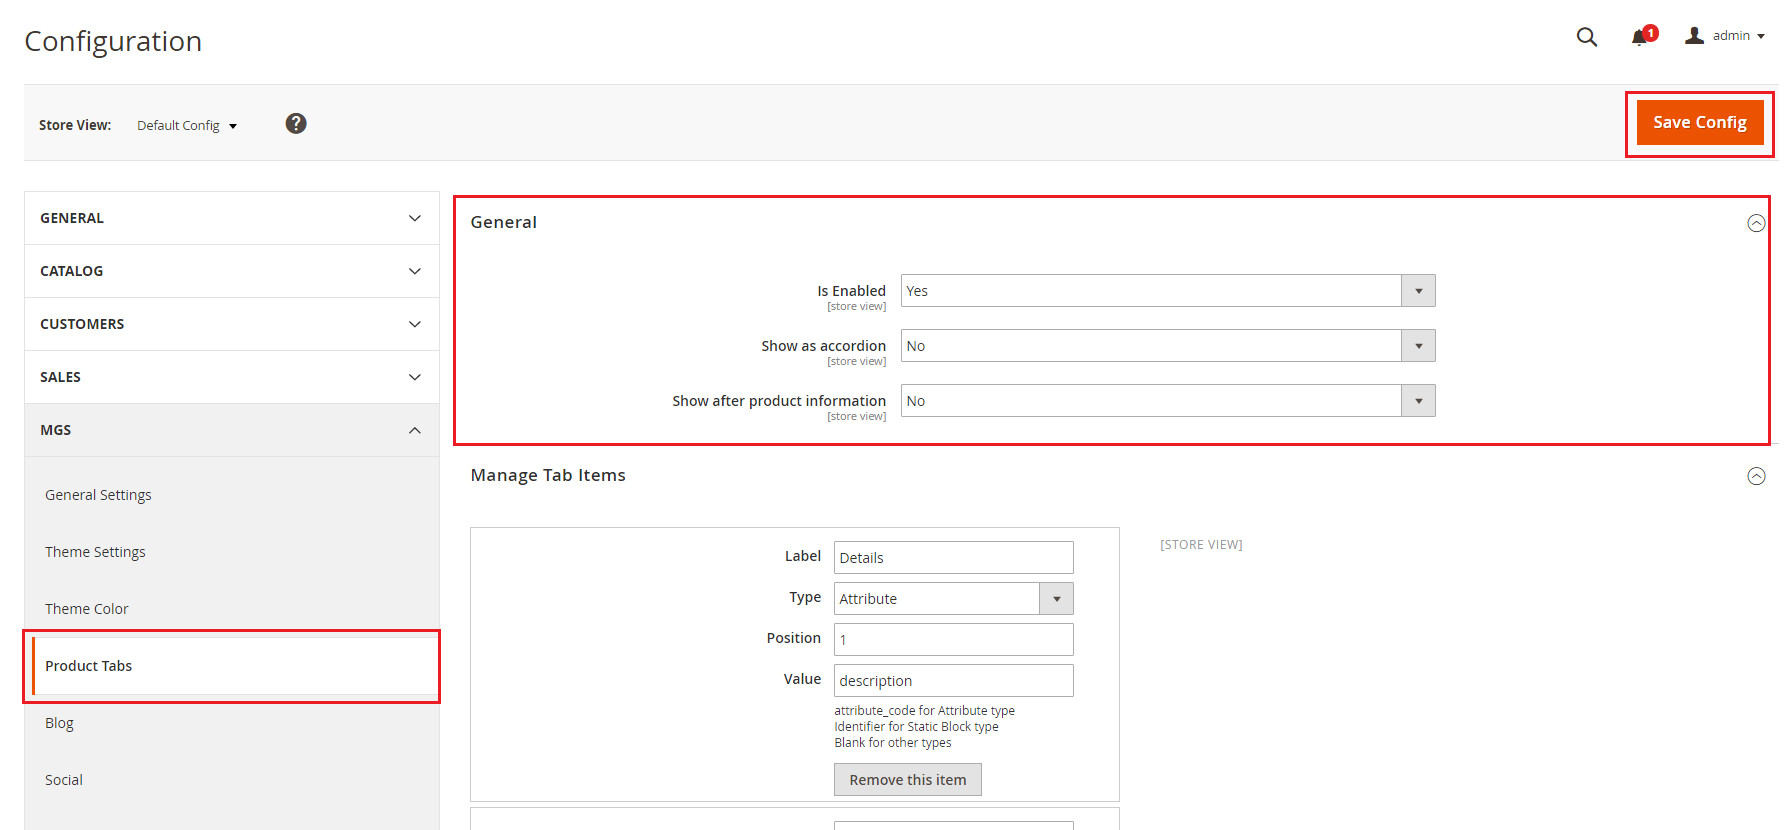 Configuration
1
admin
Store View:
Default Config
?
Save Config
GENERAL
CATALOG
CUSTOMERS
SALES
MGS
General Settings
Theme Settings
Theme Color
Product Tabs
Blog
Social
General
Is Enabled
[store view]
Yes
Show as accordion
[store view]
No
Show after product information
[store view]
No
Manage Tab Items
Label
Details
Type
Attribute
Position
1
Value
description
attribute_code for Attribute type
Identifier for Static Block type
Blank for other types
Remove this item
[STORE VIEW]